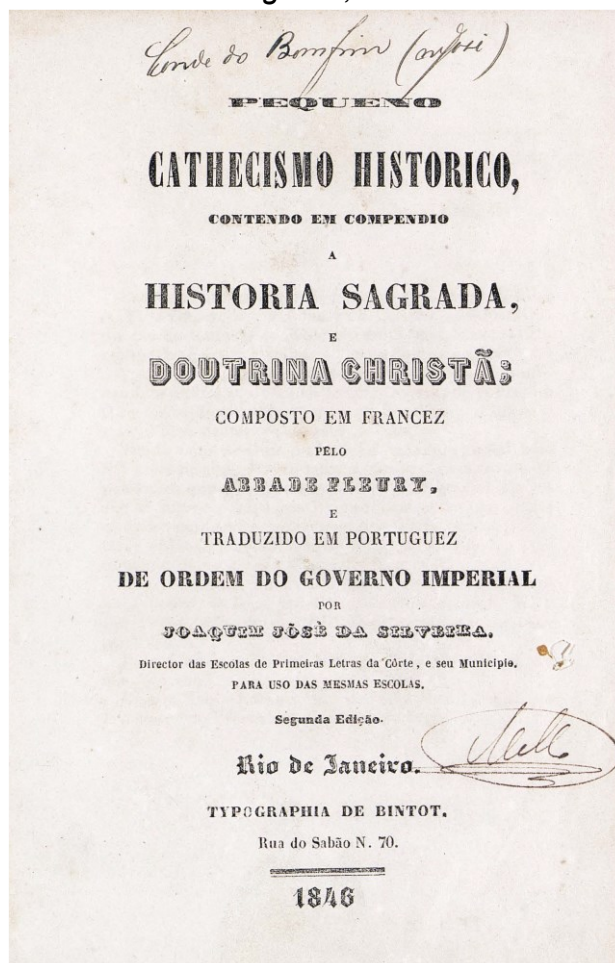 Conde do Bomfim
PEQUENO
CATHECISMO HISTORICO,
CONTENDO EM COMPENDIO
A
HISTORIA SAGRADA,
E
DOUTRINA CHRISTÃ;
COMPOSTO EM FRANCEZ
PELO
ABBADE FLEURY,
E
TRADUZIDO EM PORTUGUEZ
DE ORDEM DO GOVERNO IMPERIAL
POR
JOAQUIM JÔSÈ DA SILVEIRA.
Director das Escolas de Primeiras Letras da Côrte, e seu Municipio.
PARA USO DAS MESMAS ESCOLAS.
Segunda Edição.
Rio de Janeiro.
Mello
TYPOGRAPHIA DE BINTOT.
Rua do Sabão N. 70.
1846